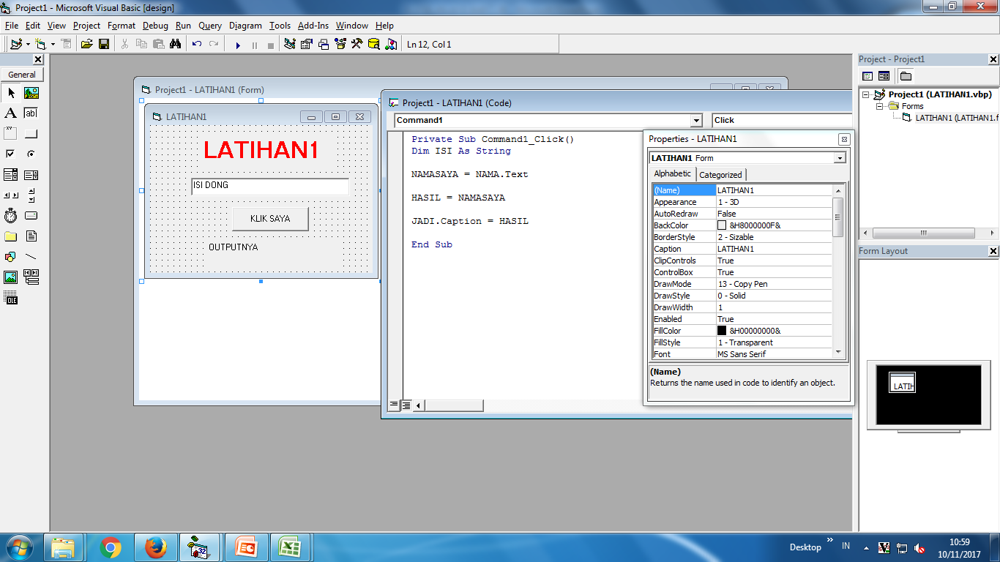 Project1 - Microsoft Visual Basic [design]
File Edit View Project Format Debug Run Query Diagram Tools Add-Ins Window Help
Ln 12, Col 1
General
A
ab|
xy
OLE
Project1 - LATIHAN1 (Form)
LATIHAN1
LATIHAN1
ISI DONG
KLIK SAYA
OUTPUTNYA
Project1 - LATIHAN1 (Code)
Command1
Click
Private Sub Command1_Click()
Dim ISI As String
NAMASAYA = NAMA.Text
HASIL = NAMASAYA
JADI.Caption = HASIL
End Sub
Properties - LATIHAN1
LATIHAN1 Form
Alphabetic Categorized
(Name) LATIHAN1
Appearance 1 - 3D
AutoRedraw False
BackColor &H8000000F&
BorderStyle 2 - Sizable
Caption LATIHAN1
ClipControls True
ControlBox True
DrawMode 13 - Copy Pen
DrawStyle 0 - Solid
DrawWidth 1
Enabled True
FillColor &H00000000&
FillStyle 1 - Transparent
Font MS Sans Serif
(Name)
Returns the name used in code to identify an object.
Project - Project1
Project1 (LATIHAN1.vbp)
Forms
LATIHAN1 (LATIHAN1.f
Form Layout
LATIH
32
Desktop
IN
10:59
10/11/2017